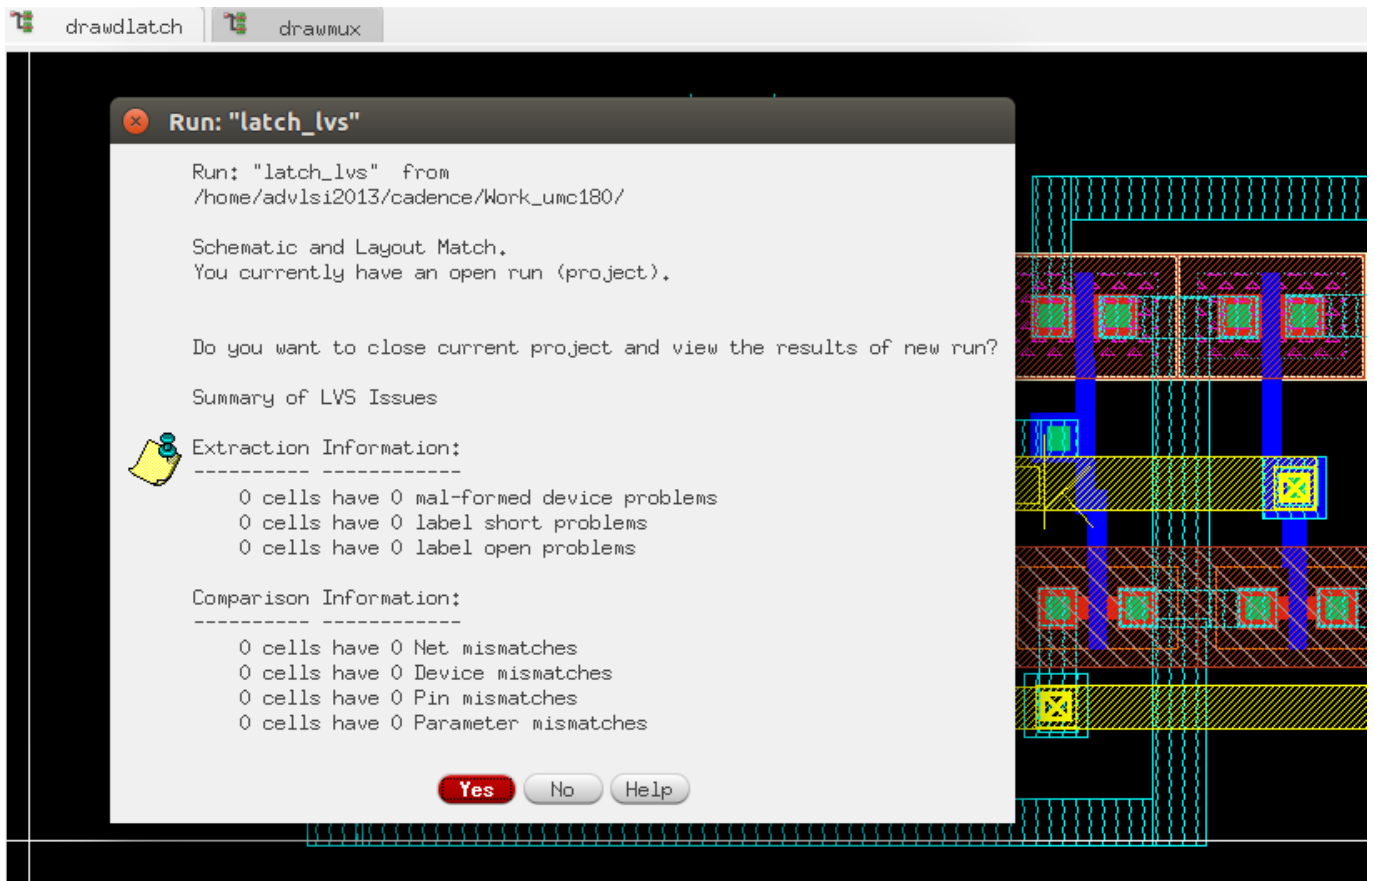 drawdlatch drawmux
Run: "latch_lvs"
Run: "latch_lvs" from
/home/advlsi2013/cadence/Work_umc180/
Schematic and Layout Match.
You currently have an open run (project).
Do you want to close current project and view the results of new run?
Summary of LVS Issues
Extraction Information:
---------- ------------
0 cells have 0 mal-formed device problems
0 cells have 0 label short problems
0 cells have 0 label open problems
Comparison Information:
---------- ------------
0 cells have 0 Net mismatches
0 cells have 0 Device mismatches
0 cells have 0 Pin mismatches
0 cells have 0 Parameter mismatches
Yes No Help